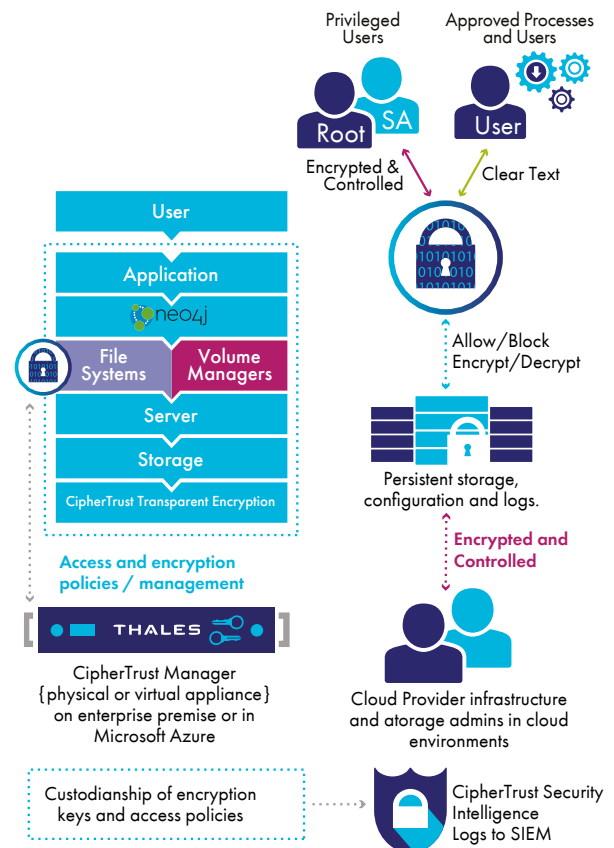 Privileged
Users
Approved Processes
and Users
Root
SA
User
Encrypted &
Controlled
Clear Text
User
Application
neo4j
File
Systems
Volume
Managers
Server
Storage
CipherTrust Transparent Encryption
Allow/Block
Encrypt/Decrypt
Persistent storage,
configuration and logs.
Access and encryption
policies / management
Encrypted and
Controlled
THALES
CipherTrust Manager
{physical or virtual appliance}
on enterprise premise or in
Microsoft Azure
Cloud Provider infrastructure
and atorage admins in cloud
environments
Custodianship of encryption
keys and access policies
CipherTrust Security
Intelligence
Logs to SIEM